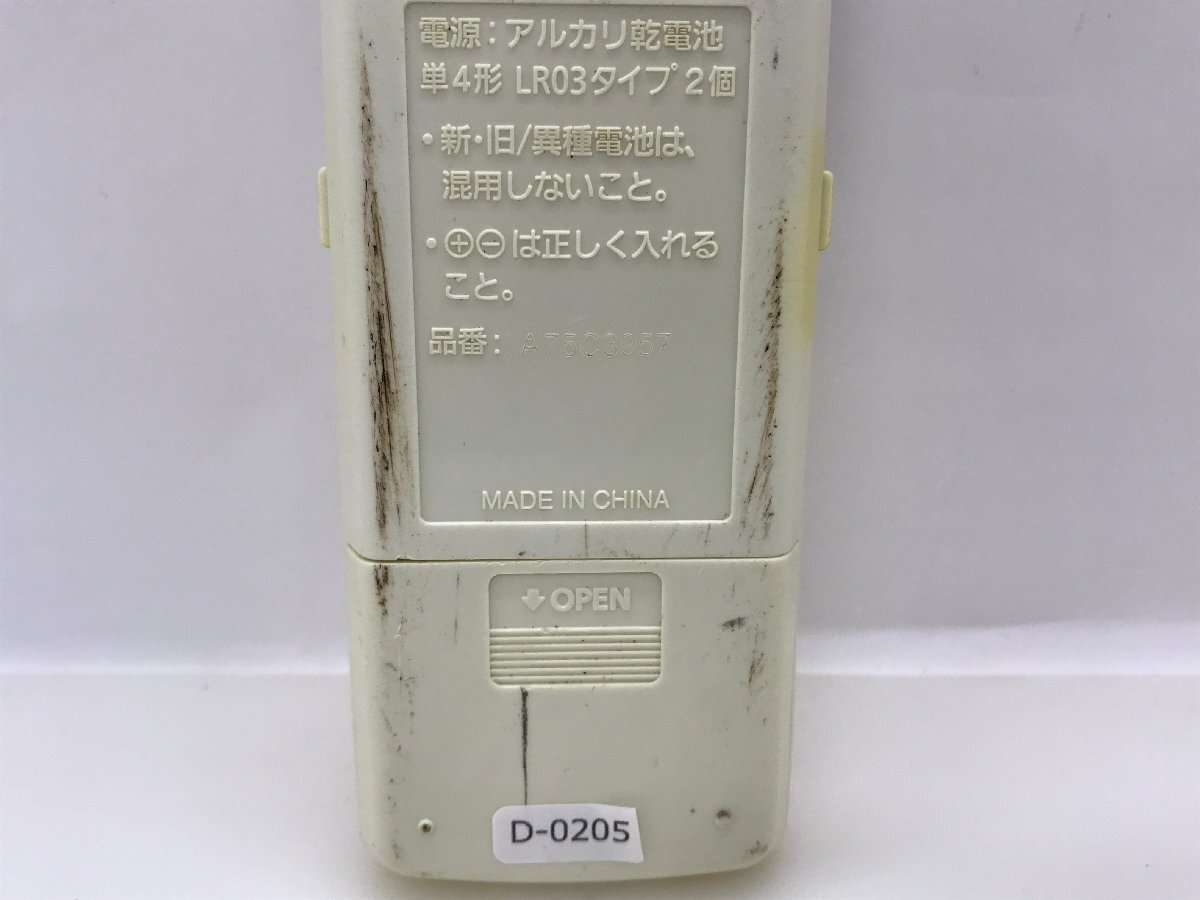 電源：アルカリ乾電池
単4形 LR03タイプ 2個
・新・旧/異種電池は、
混用しないこと。
・⊕⊖は正しく入れる
こと。
品番： A75C3957
MADE IN CHINA
OPEN
D-0205